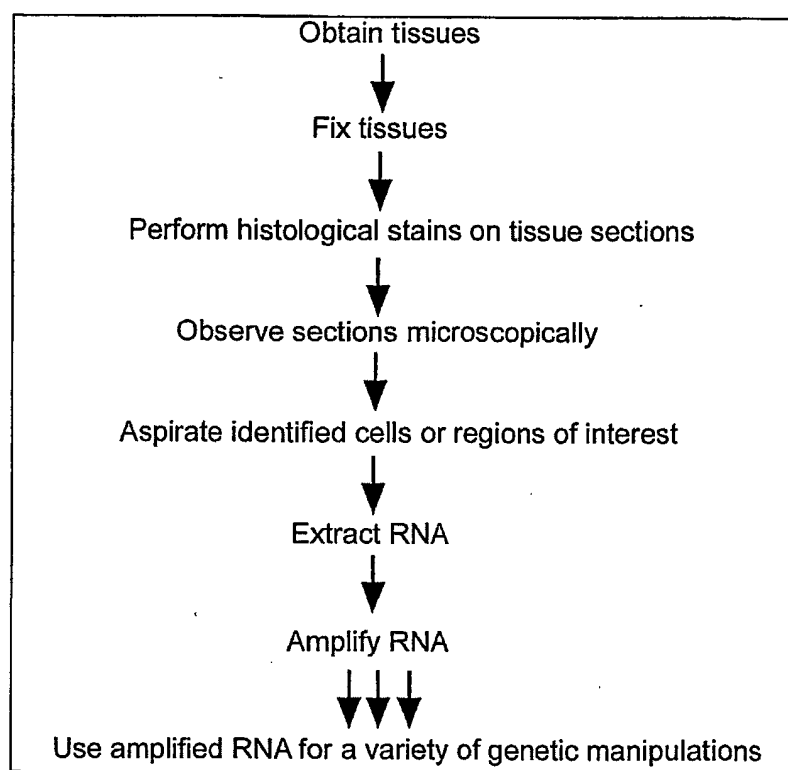 Obtain tissues
Fix tissues
Perform histological stains on tissue sections
Observe sections microscopically
Aspirate identified cells or regions of interest
Extract RNA
Amplify RNA
Use amplified RNA for a variety of genetic manipulations